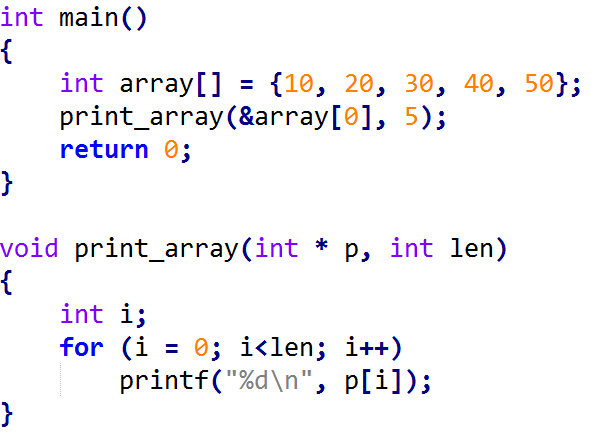 int main()
{
    int array[] = {10, 20, 30, 40, 50};
    print_array(&array[0], 5);
    return 0;
}

void print_array(int * p, int len)
{
    int i;
    for (i = 0; i<len; i++)
        printf("%d\n", p[i]);
}